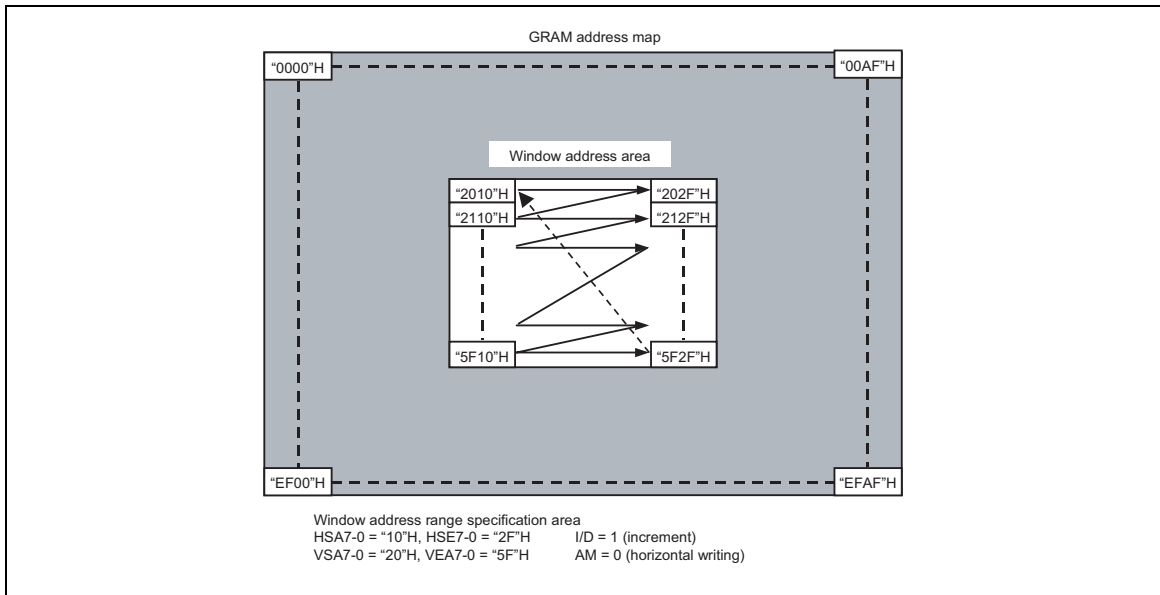 GRAM address map
“0000”H
“00AF”H
Window address area
“2010”H
“202F”H
“2110”H
“212F”H
“5F10”H
“5F2F”H
“EF00”H
“EFAF”H
Window address range specification area
HSA7-0 = “10”H, HSE7-0 = “2F”H I/D = 1 (increment)
VSA7-0 = “20”H, VEA7-0 = “5F”H AM = 0 (horizontal writing)